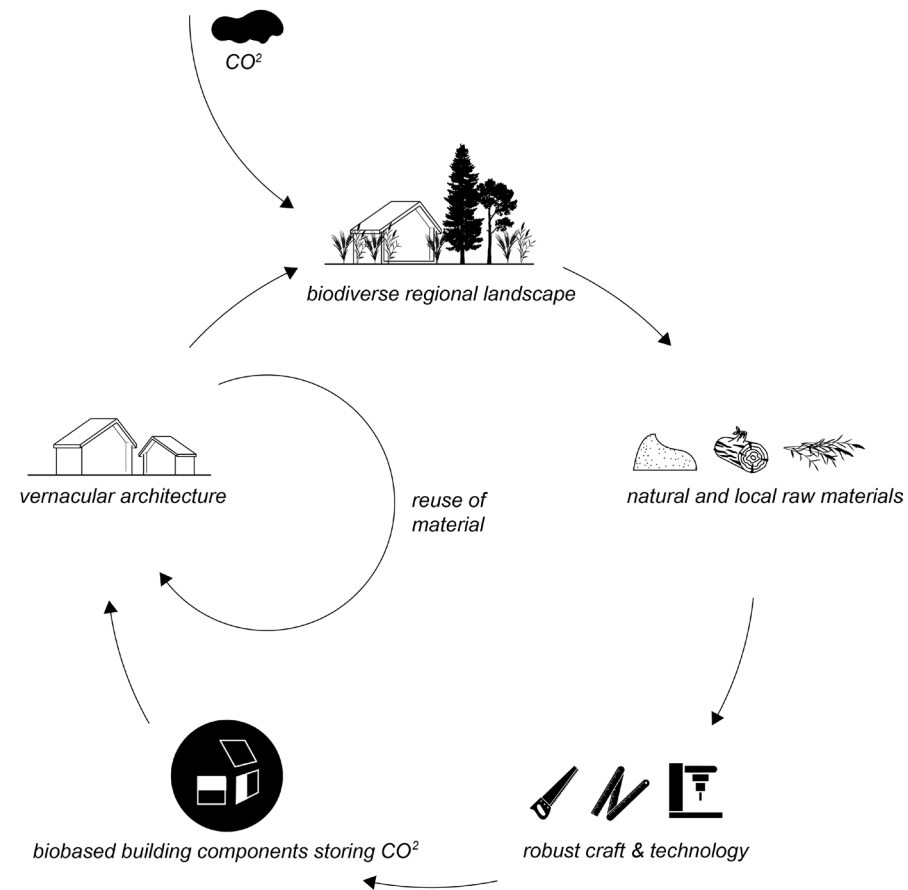 CO²
biodiverse regional landscape
vernacular architecture
reuse of
material
natural and local raw materials
biobased building components storing CO²
robust craft & technology